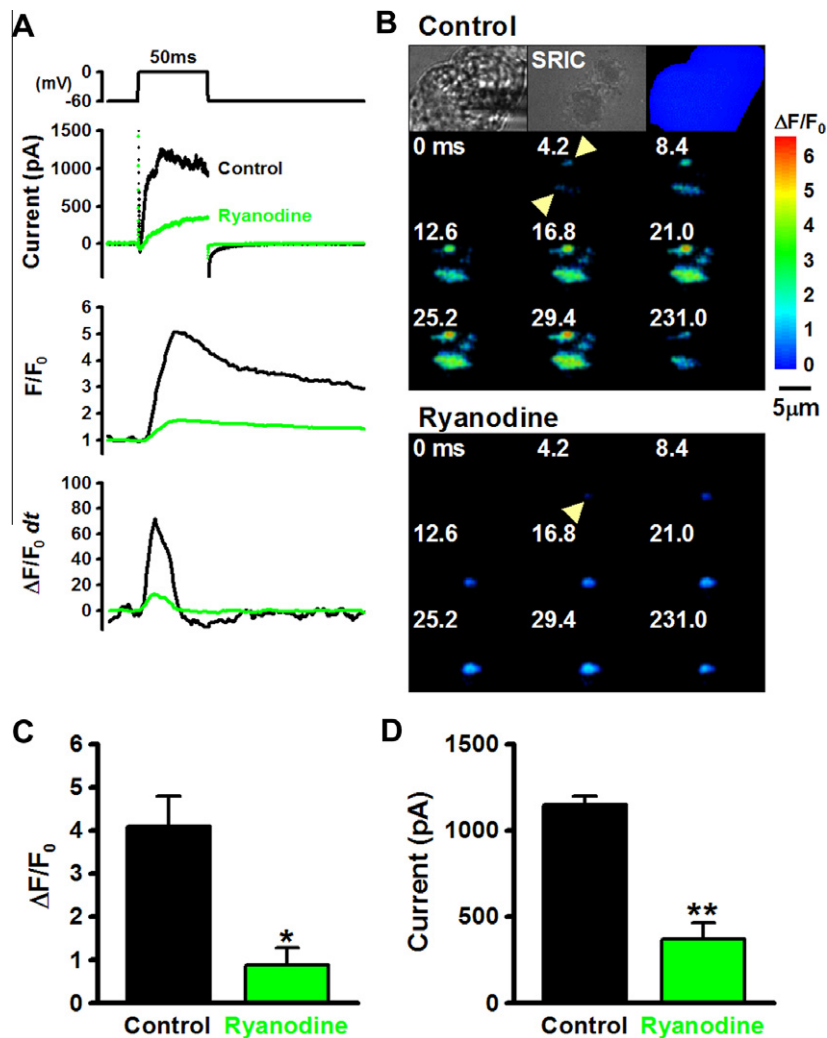 A
50ms
(mV)
0
-60
1500
1000
500
0
Current (pA)
Control
Ryanodine
6
5
4
3
2
1
F/F0
100
80
60
40
20
0
ΔF/F0 dt
B
Control
SRIC
ΔF/F0
0 ms 4.2 8.4
12.6 16.8 21.0
25.2 29.4 231.0
6
5
4
3
2
1
0
5μm
Ryanodine
0 ms 4.2 8.4
12.6 16.8 21.0
25.2 29.4 231.0
C
6
5
4
3
2
1
0
ΔF/F0
*
Control Ryanodine
D
1500
1000
500
0
Current (pA)
**
Control Ryanodine